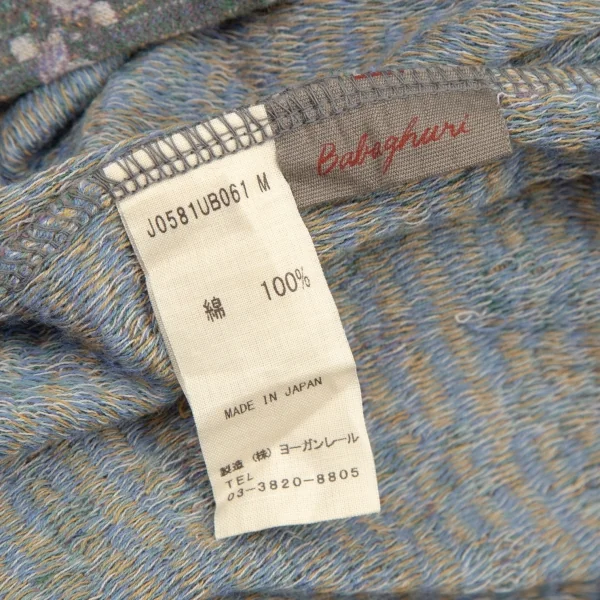 Babaghuri
J0581UB061 M
綿 100%
MADE IN JAPAN
製造 (株) ヨーガンレール
TEL
03-3820-8805